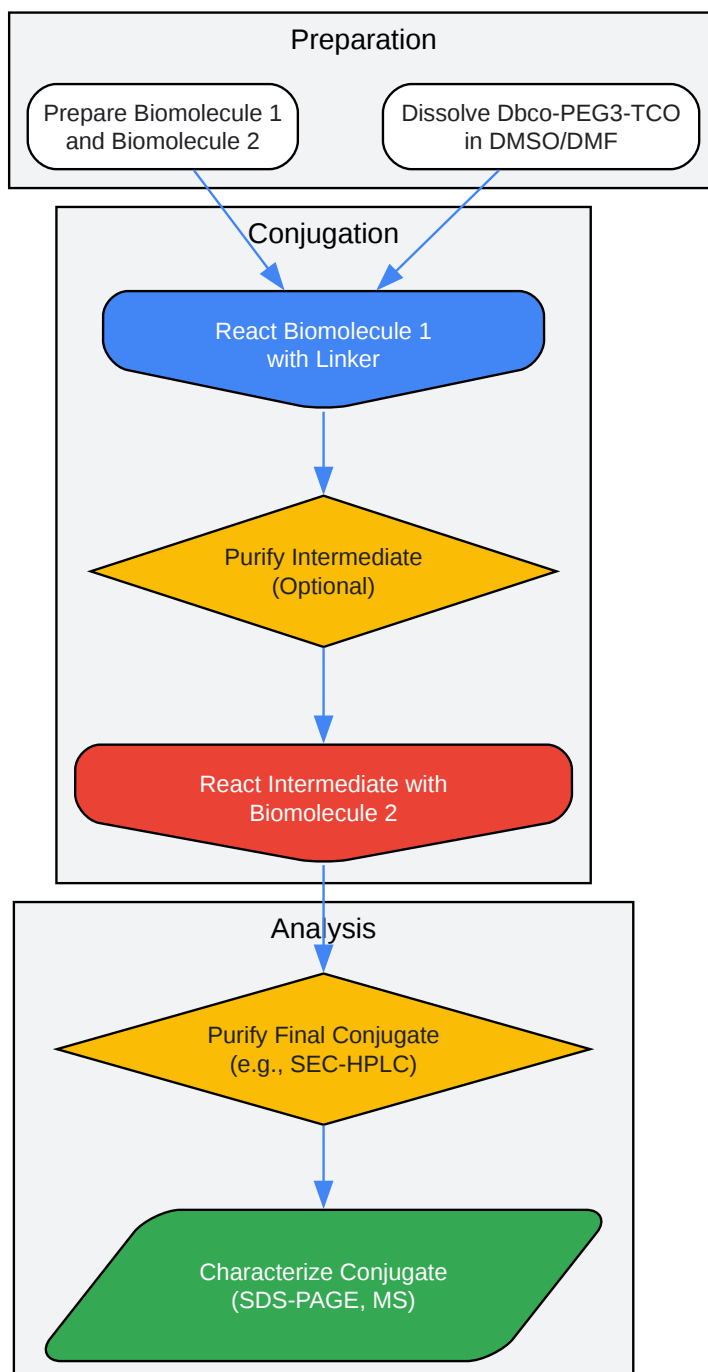 Preparation
Prepare Biomolecule 1
and Biomolecule 2
Dissolve Dbco-PEG3-TCO
in DMSO/DMF
Conjugation
React Biomolecule 1
with Linker
Purify Intermediate
(Optional)
React Intermediate with
Biomolecule 2
Analysis
Purify Final Conjugate
(e.g., SEC-HPLC)
Characterize Conjugate
(SDS-PAGE, MS)